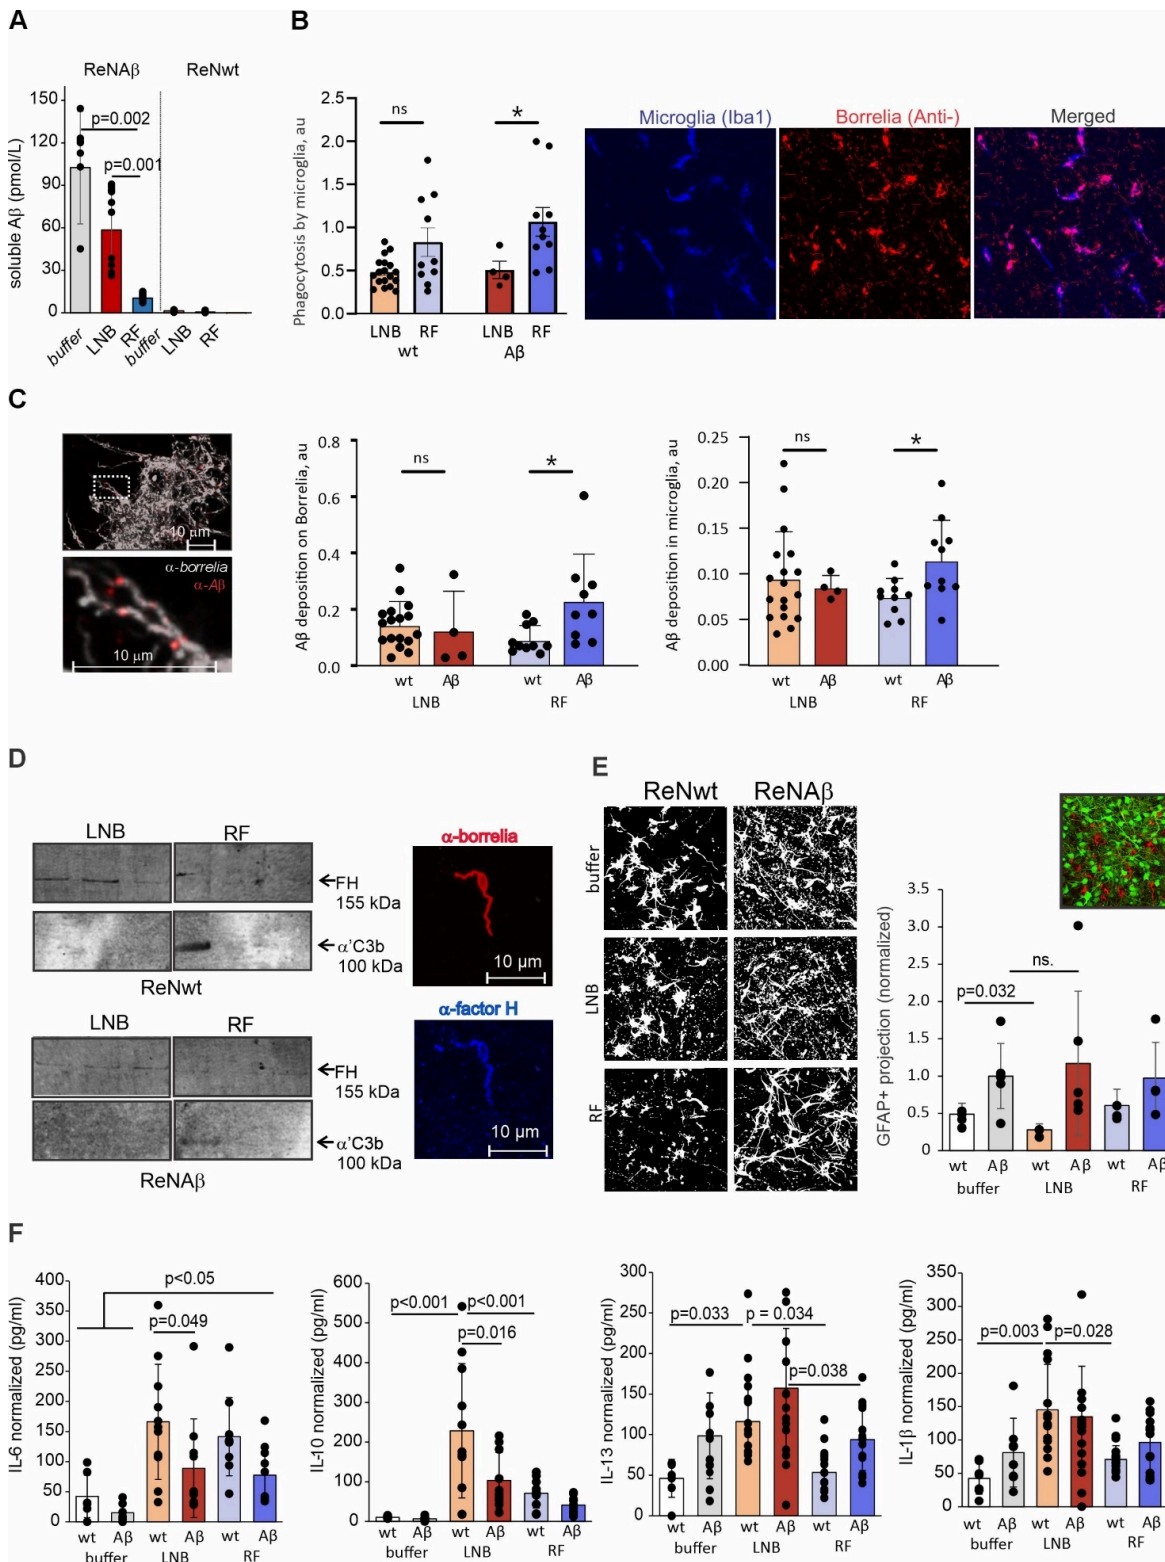 A
ReNAβ ReNwt
soluble Aβ (pmol/L)
150
120
90
60
30
0
p=0.002
p=0.001
buffer LNB RF buffer LNB RF
B
Phagocytosis by microglia, au
2.5
2.0
1.5
1.0
0.5
0.0
ns
*
LNB RF LNB RF
wt Aβ
Microglia (Iba1) Borrelia (Anti-) Merged
C
10 μm
α-borrelia
α-Aβ
10 μm
Aβ deposition on Borrelia, au
0.8
0.6
0.4
0.2
0.0
ns
*
wt Aβ wt Aβ
LNB RF
Aβ deposition in microglia, au
0.25
0.20
0.15
0.10
0.05
0.00
ns
*
wt Aβ wt Aβ
LNB RF
D
LNB RF
FH
155 kDa
α'C3b
100 kDa
ReNwt
LNB RF
FH
155 kDa
α'C3b
100 kDa
ReNAβ
α-borrelia
10 μm
α-factor H
10 μm
E
ReNwt ReNAβ
buffer
LNB
RF
GFAP+ projection (normalized)
3.5
3.0
2.5
2.0
1.5
1.0
0.5
0
p=0.032
ns.
wt Aβ wt Aβ wt Aβ
buffer LNB RF
F
IL-6 normalized (pg/ml)
400
350
300
250
200
150
100
50
0
p<0.05
p=0.049
wt Aβ wt Aβ wt Aβ
buffer LNB RF
IL-10 normalized (pg/ml)
600
500
400
300
200
100
0
p<0.001 p<0.001
p=0.016
wt Aβ wt Aβ wt Aβ
buffer LNB RF
IL-13 normalized (pg/ml)
300
250
200
150
100
50
0
p=0.033 p = 0.034
p=0.038
wt Aβ wt Aβ wt Aβ
buffer LNB RF
IL-1β normalized (pg/ml)
350
300
250
200
150
100
50
0
p=0.003 p=0.028
wt Aβ wt Aβ wt Aβ
buffer LNB RF